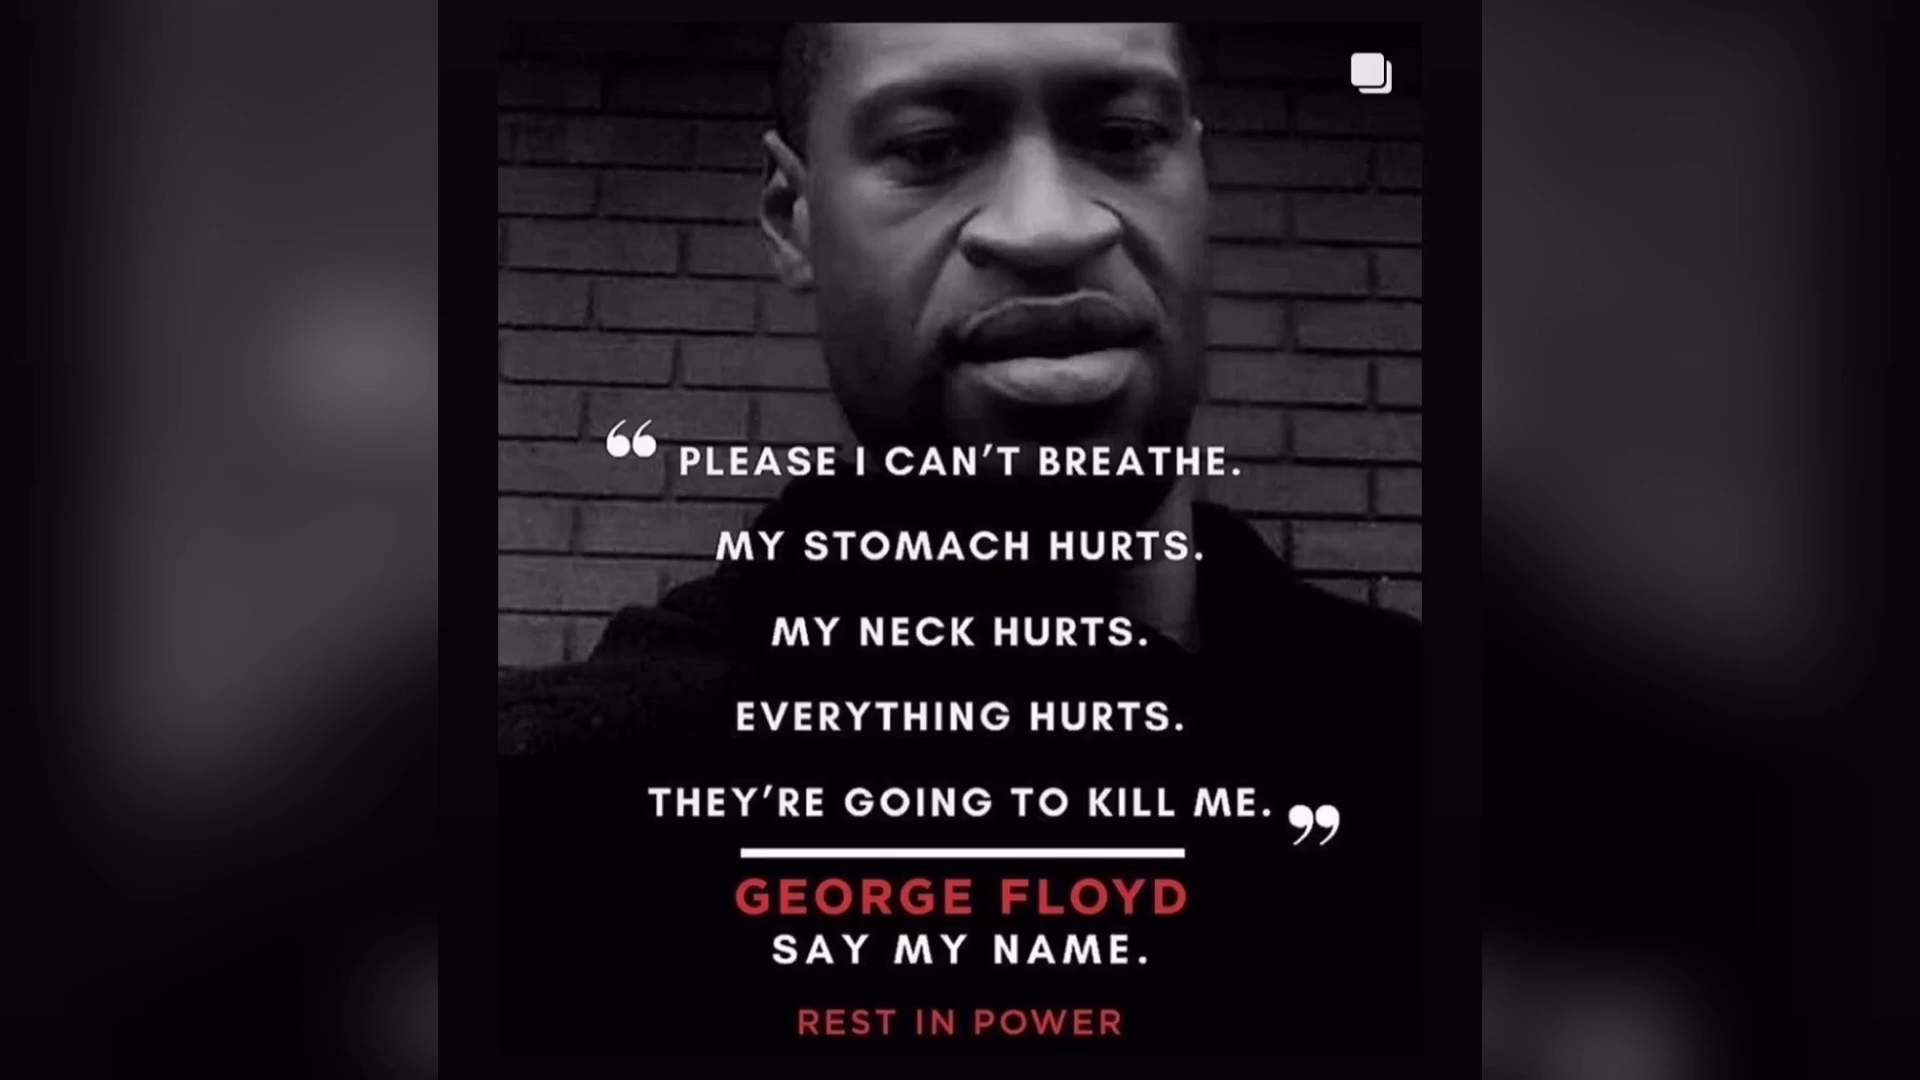 “ PLEASE I CAN’T BREATHE.
MY STOMACH HURTS.
MY NECK HURTS.
EVERYTHING HURTS.
THEY’RE GOING TO KILL ME. ”
GEORGE FLOYD
SAY MY NAME.
REST IN POWER